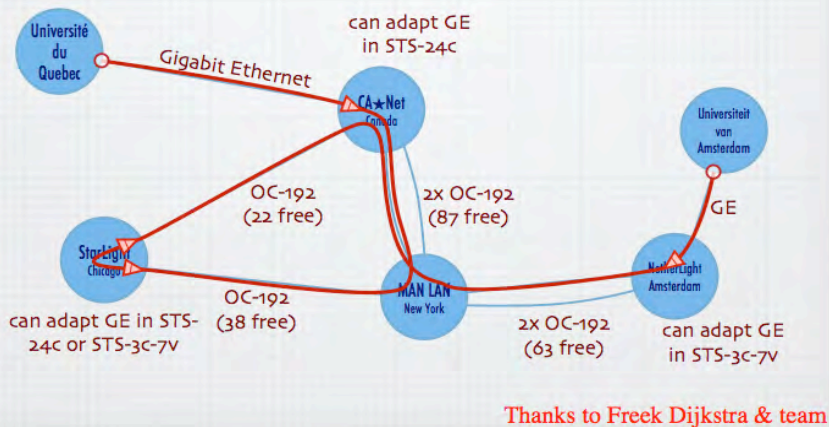 Université
du
Quebec
Gigabit Ethernet
can adapt GE
in STS-24c
CA★Net
Canada
Universiteit
van
Amsterdam
GE
OC-192
(22 free)
2x OC-192
(87 free)
StarLight
Chicago
can adapt GE in STS-
24c or STS-3c-7v
OC-192
(38 free)
MAN LAN
New York
2x OC-192
(63 free)
NetherLight
Amsterdam
can adapt GE
in STS-3c-7v
Thanks to Freek Dijkstra & team